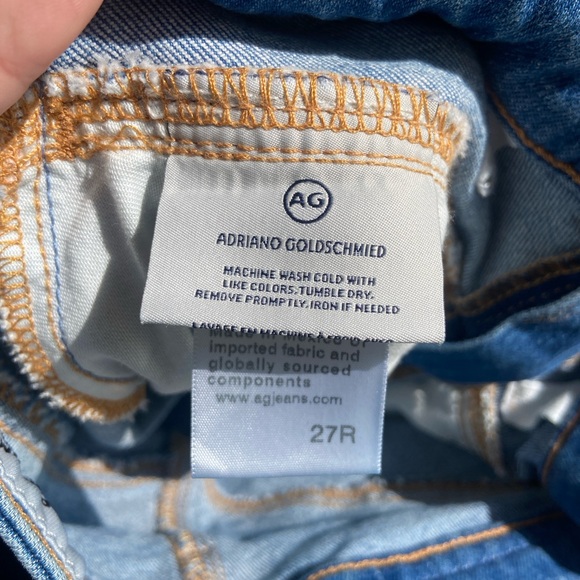 AG
ADRIANO GOLDSCHMIED
MACHINE WASH COLD WITH
LIKE COLORS. TUMBLE DRY.
REMOVE PROMPTLY. IRON IF NEEDED
imported fabric and
globally sourced
components
www.agjeans.com
27R